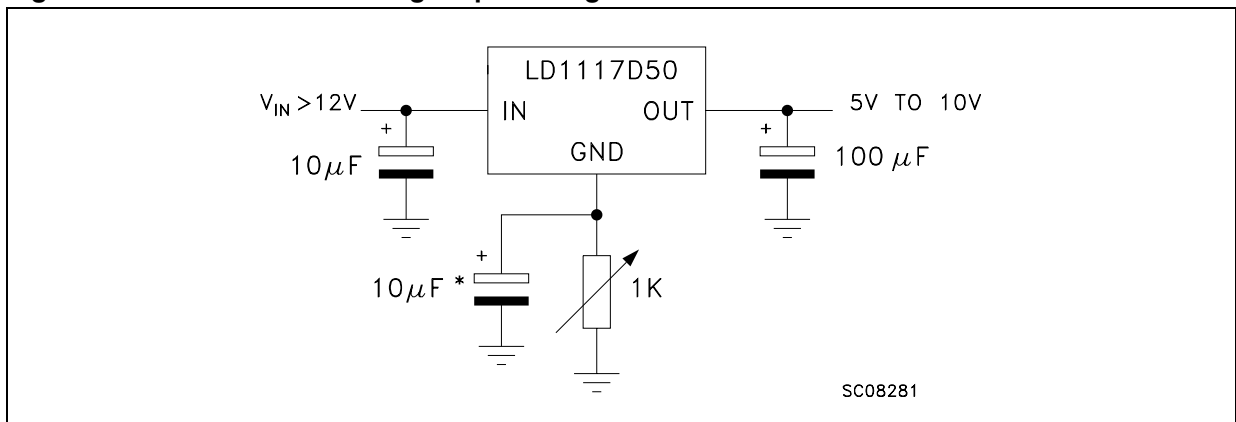 LD1117D50
V_IN >12V
IN
OUT
5V TO 10V
GND
+
10μF
+
100 μF
+
10μF *
1K
SC08281